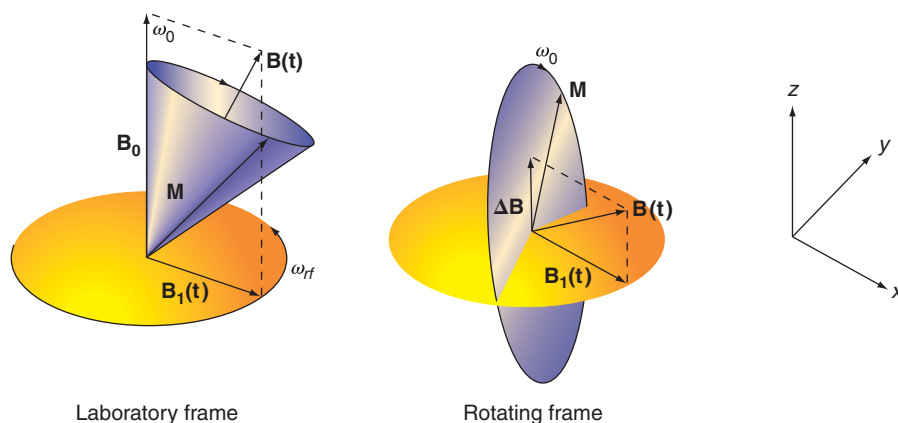 ω0
B(t)
B0
M
B1(t)
ωrf
Laboratory frame
ω0
M
ΔB
B(t)
B1(t)
Rotating frame
z
y
x